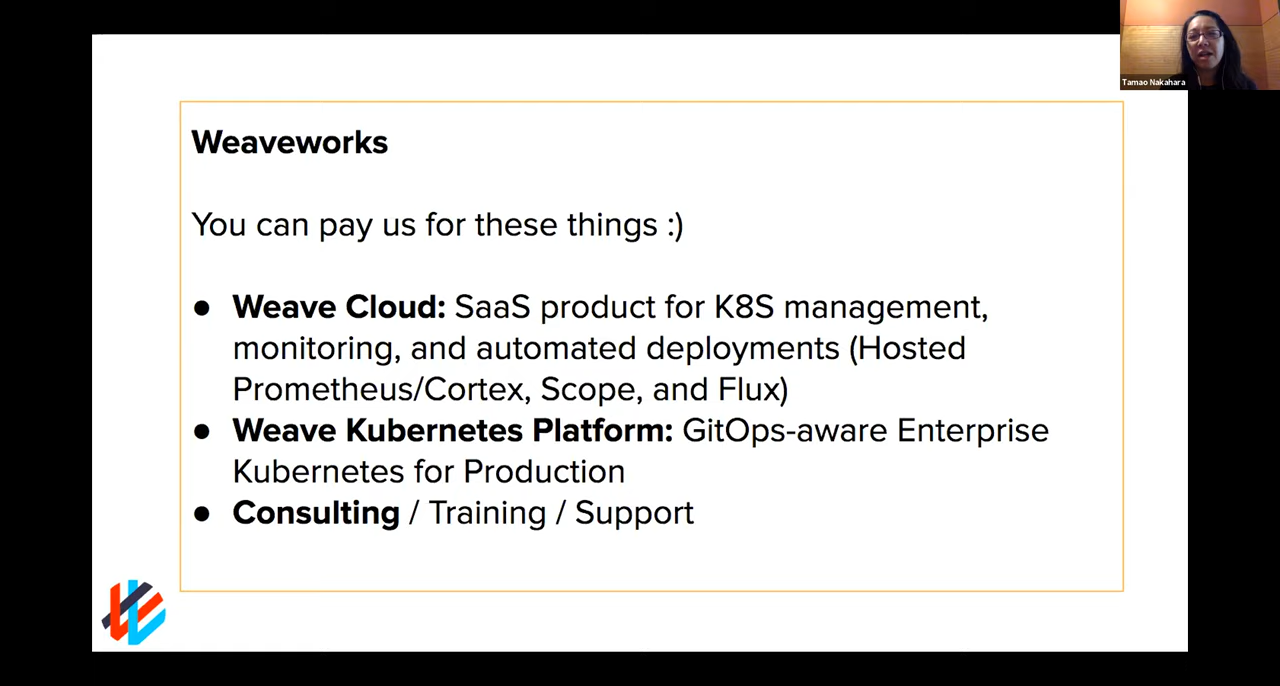 Tamao Nakahara
Weaveworks
You can pay us for these things :)
● Weave Cloud: SaaS product for K8S management,
monitoring, and automated deployments (Hosted
Prometheus/Cortex, Scope, and Flux)
● Weave Kubernetes Platform: GitOps-aware Enterprise
Kubernetes for Production
● Consulting / Training / Support